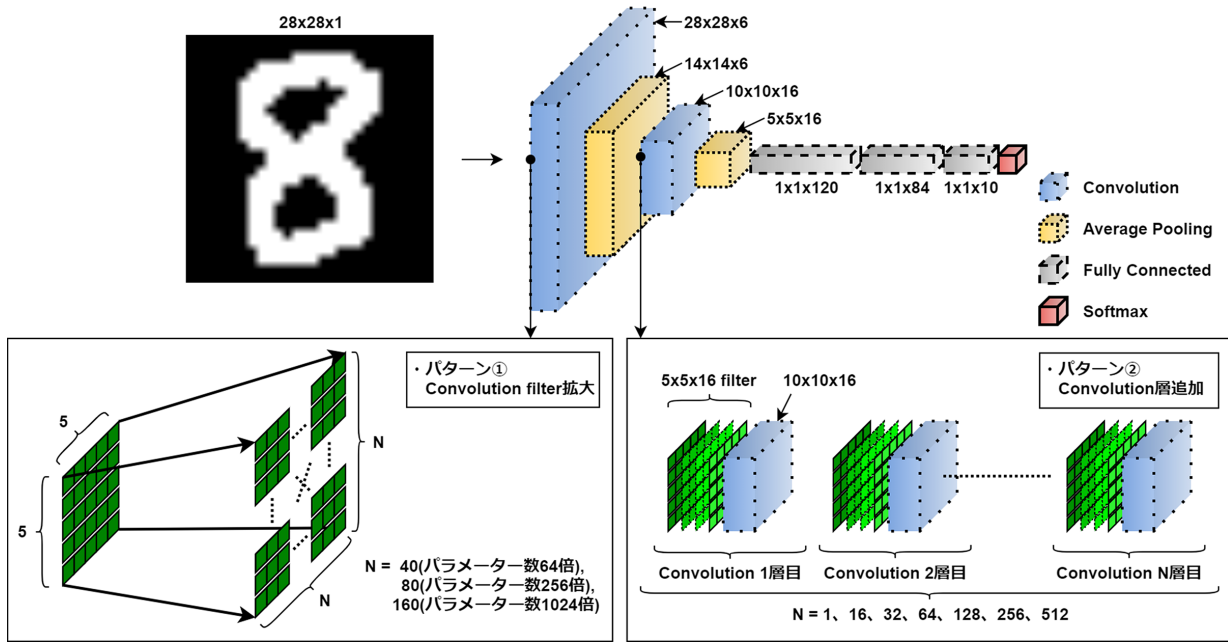 28x28x1
28x28x6
14x14x6
10x10x16
5x5x16
1x1x120
1x1x84
1x1x10
Convolution
Average Pooling
Fully Connected
Softmax
・パターン①
Convolution filter拡大
5
5
N
N
N = 40(パラメーター数64倍),
80(パラメーター数256倍),
160(パラメーター数1024倍)
・パターン②
Convolution層追加
5x5x16 filter
10x10x16
Convolution 1層目
Convolution 2層目
Convolution N層目
N = 1、16、32、64、128、256、512